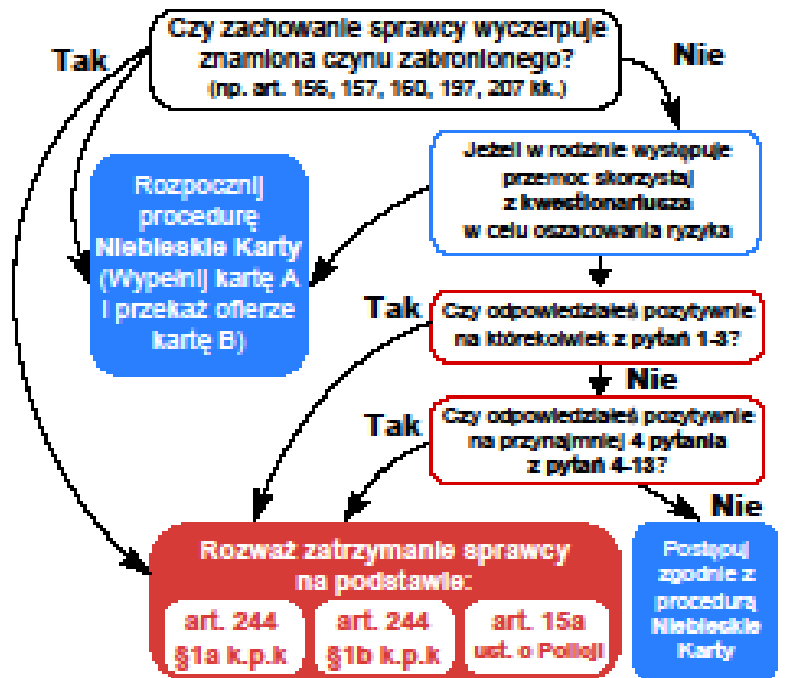 Czy zachowanie sprawcy wyczerpuje
znamiona czynu zabronionego?
(np. art. 156, 157, 160, 197, 207 kk.)
Tak
Nie
Jeżeli w rodzinie występuje
przemoc skorzystaj
z kwestionariusza
w celu oszacowania ryzyka
Rozpocznij
procedurę
Niebieskie Karty
(Wypełnij kartę A
i przekaż ofierze
kartę B)
Tak
Czy odpowiedziałeś pozytywnie
na którekolwiek z pytań 1-3?
Nie
Tak
Czy odpowiedziałeś pozytywnie
na przynajmniej 4 pytania
z pytań 4-13?
Nie
Rozważ zatrzymanie sprawcy
na podstawie:
art. 244
§1a k.p.k
art. 244
§1b k.p.k
art. 15a
ust. o Policji
Postępuj
zgodnie z
procedurą
Niebieskie
Karty